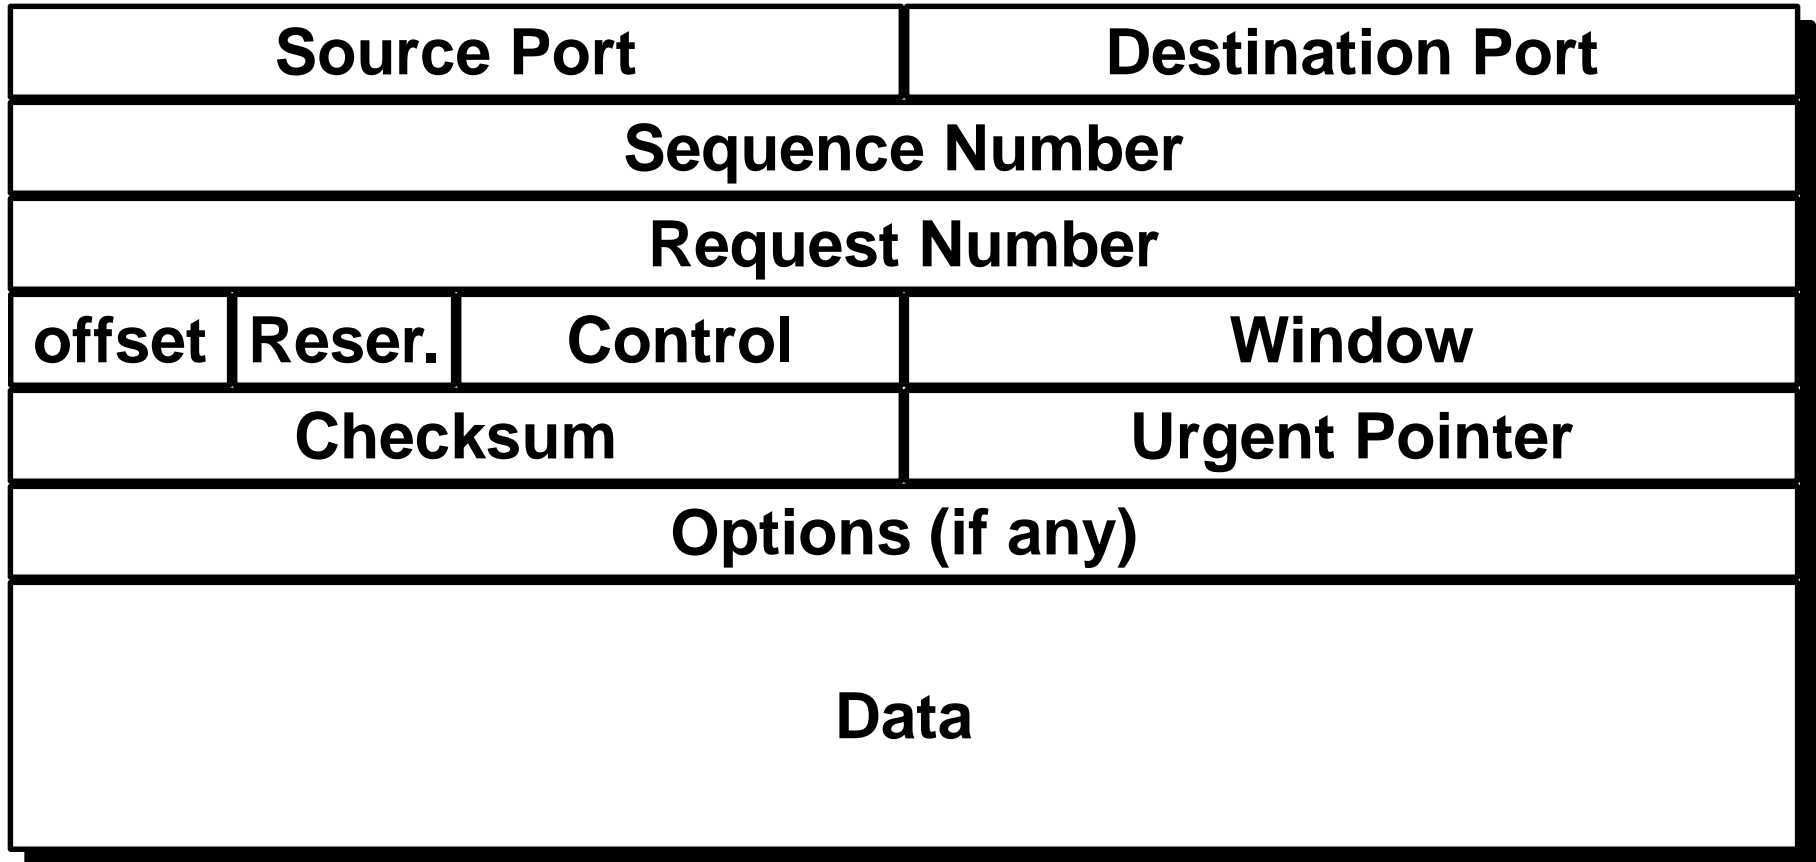 Source Port Destination Port
Sequence Number
Request Number
offset Reser. Control Window
Checksum Urgent Pointer
Options (if any)
Data